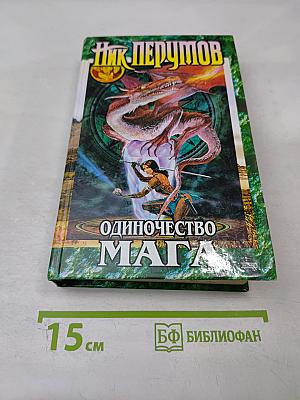 Ник Перумов
ОДИНОЧЕСТВО
МАГА
15 см
БФ БИБЛИОФАН